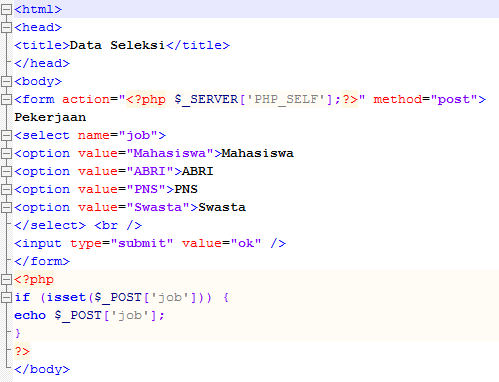 <html>
<head>
<title>Data Seleksi</title>
</head>
<body>
<form action="<?php $_SERVER['PHP_SELF'];?>" method="post">
Pekerjaan
<select name="job">
<option value="Mahasiswa">Mahasiswa
<option value="ABRI">ABRI
<option value="PNS">PNS
<option value="Swasta">Swasta
</select> <br />
<input type="submit" value="ok" />
</form>
<?php
if (isset($_POST['job'])) {
echo $_POST['job'];
}
?>
</body>